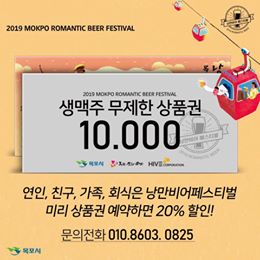 2019 MOKPO ROMANTIC BEER FESTIVAL
2019 MOKPO ROMANTIC BEER FESTIVAL
생맥주 무제한 상품권
10.000
목포시
HIVE CORPORATION
연인, 친구, 가족, 회식은 낭만비어페스티벌
미리 상품권 예약하면 20% 할인!
목포시
문의전화 010.8603. 0825